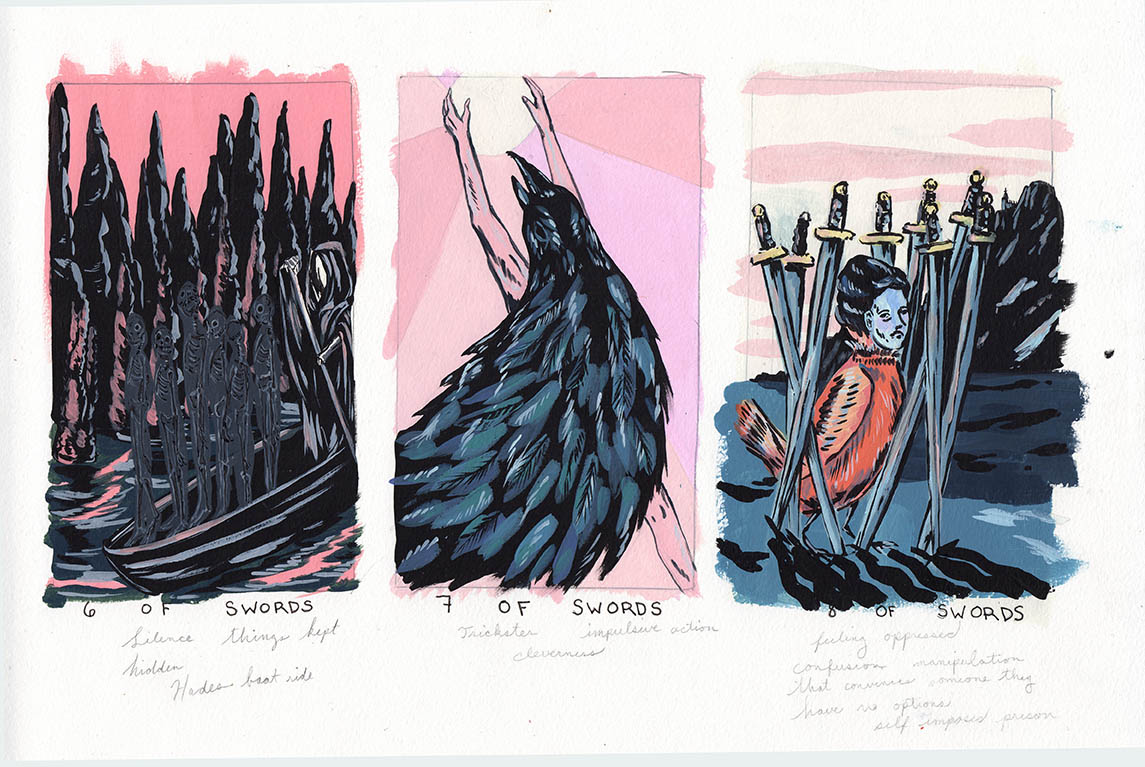 6 OF SWORDS
Silence things kept
hidden
Hades boat ride
7 OF SWORDS
Trickster impulsive action
cleverness
8 OF SWORDS
feeling oppressed
confusion manipulation
that convinces someone they
have no options
self imposed prison